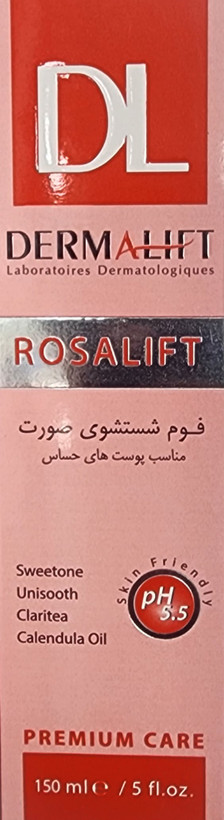 DL
DERMALIFT
Laboratoires Dermatologiques
ROSALIFT
فوم شستشوی صورت
مناسب پوست های حساس
Sweetone
Unisooth
Claritea
Calendula Oil
Skin Friendly
pH
5.5
PREMIUM CARE
150 ml ℮ / 5 fl.oz.